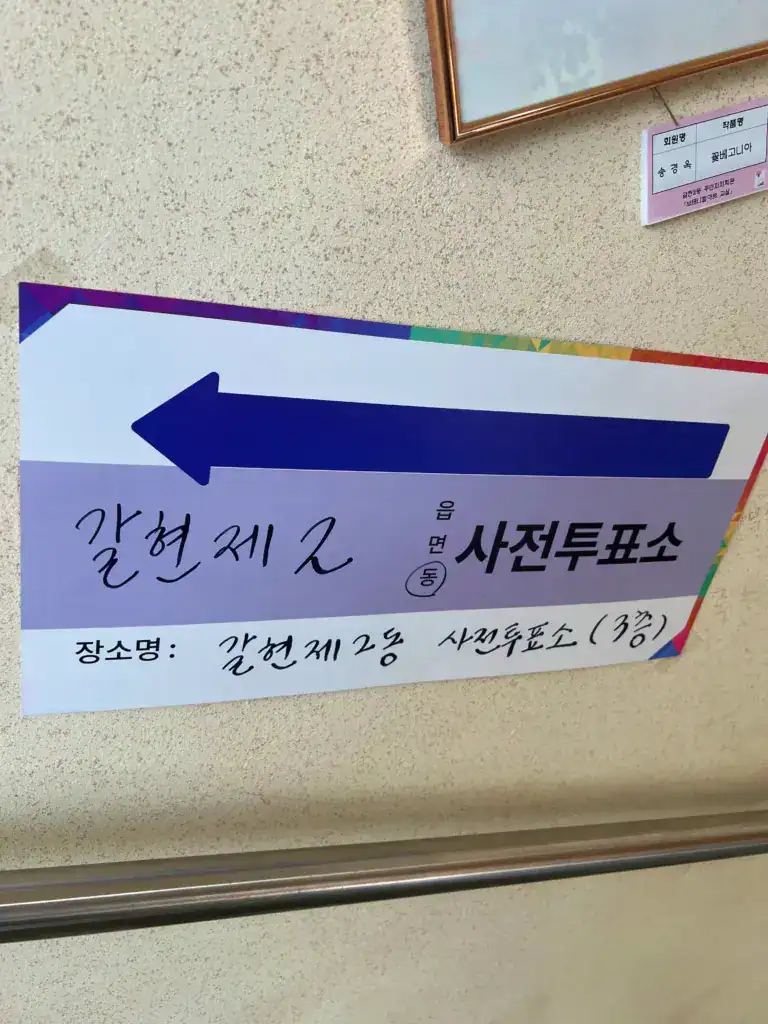 회원명 작품명
송경옥 꽃베고니아
갈현제2 읍면동 사전투표소
장소명: 갈현제2동 사전투표소 (3층)